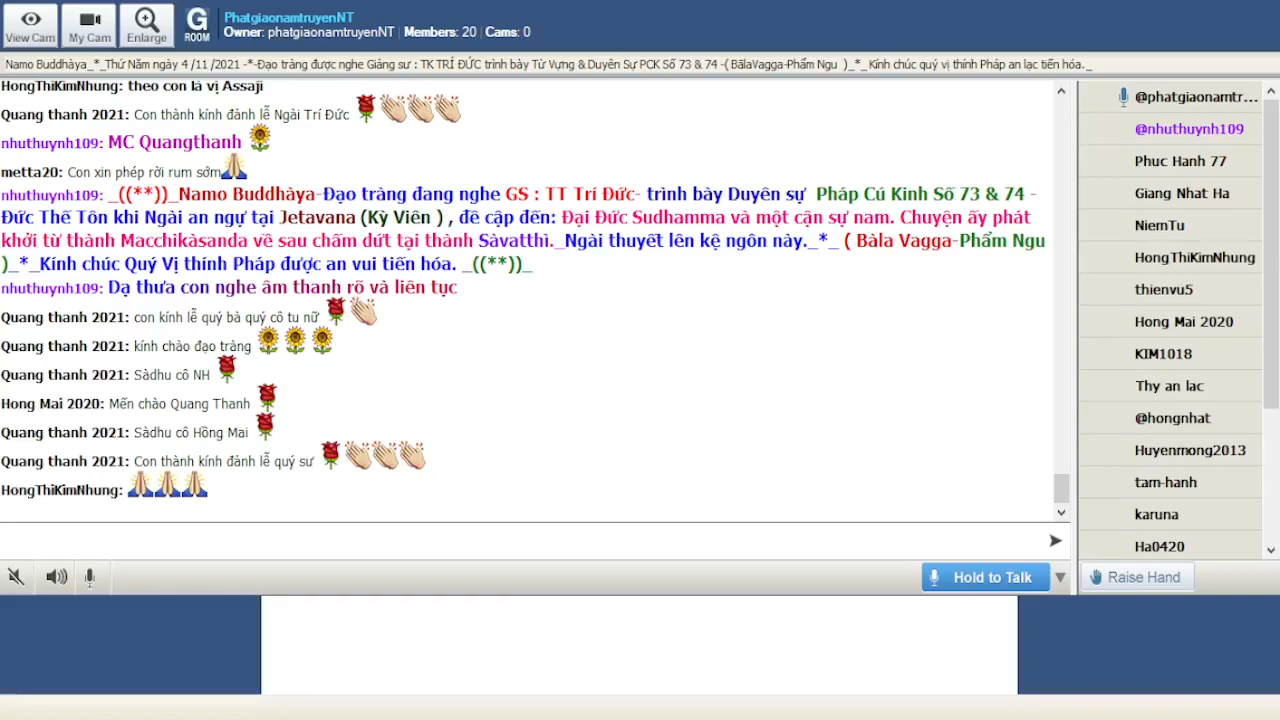 View Cam
My Cam
Enlarge
G
ROOM
PhatgiaonamtruyenNT
Owner: phatgiaonamtruyenNT | Members: 20 | Cams: 0
Namo Buddhàya_*_Thứ Năm ngày 4 /11 /2021 -*-Đạo tràng được nghe Giảng sư : TK TRÍ ĐỨC trình bày Từ Vựng & Duyên Sự PCK Số 73 & 74 -( BālaVagga-Phẩm Ngu )_*_Kính chúc quý vị thính Pháp an lạc tiến hóa._
HongThiKimNhung: theo con là vị Assaji
Quang thanh 2021: Con thành kính đảnh lễ Ngài Trí Đức
nhuthuynh109: MC Quangthanh
metta20: Con xin phép rời rum sớm
nhuthuynh109: _((**))_Namo Buddhàya-Đạo tràng đang nghe GS : TT Trí Đức- trình bày Duyên sự Pháp Cú Kinh Số 73 & 74 -
Đức Thế Tôn khi Ngài an ngự tại Jetavana (Kỳ Viên ) , đề cập đến: Đại Đức Sudhamma và một cận sự nam. Chuyện ấy phát
khởi từ thành Macchikàsanda về sau chấm dứt tại thành Sàvatthì._Ngài thuyết lên kệ ngôn này._*_ ( Bàla Vagga-Phẩm Ngu
)_*_Kính chúc Quý Vị thính Pháp được an vui tiến hóa. _((**))_
nhuthuynh109: Dạ thưa con nghe âm thanh rõ và liên tục
Quang thanh 2021: con kính lễ quý bà quý cô tu nữ
Quang thanh 2021: kính chào đạo tràng
Quang thanh 2021: Sàdhu cô NH
Hong Mai 2020: Mến chào Quang Thanh
Quang thanh 2021: Sàdhu cô Hồng Mai
Quang thanh 2021: Con thành kính đảnh lễ quý sư
HongThiKimNhung:
Hold to Talk
@phatgiaonamtr...
@nhuthuynh109
Phuc Hanh 77
Giang Nhat Ha
NiemTu
HongThiKimNhung
thienvu5
Hong Mai 2020
KIM1018
Thy an lac
@hongnhat
Huyenmong2013
tam-hanh
karuna
Ha0420
Raise Hand